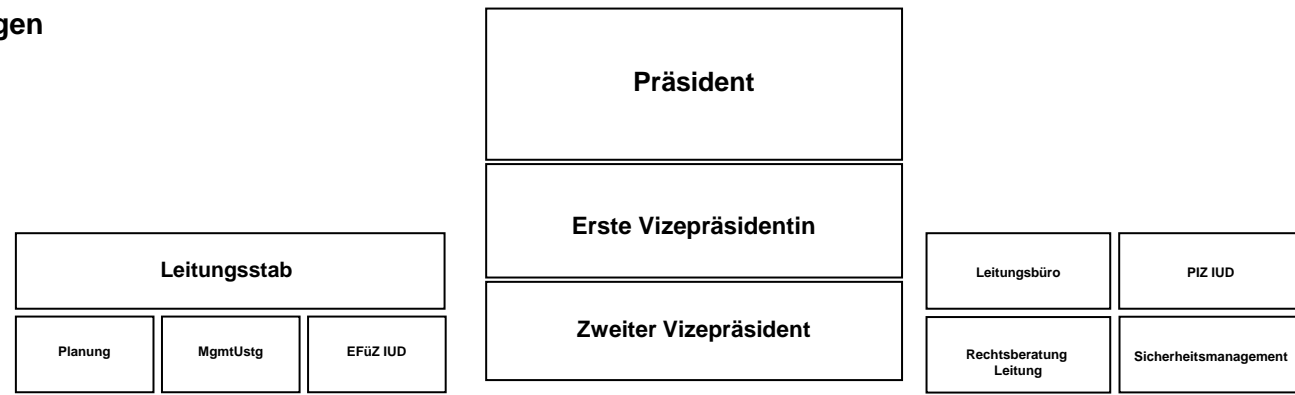 gen
Präsident
Erste Vizepräsidentin
Zweiter Vizepräsident
Leitungsstab
Planung
MgmtUstg
EFüZ IUD
Leitungsbüro
PIZ IUD
Rechtsberatung
Leitung
Sicherheitsmanagement